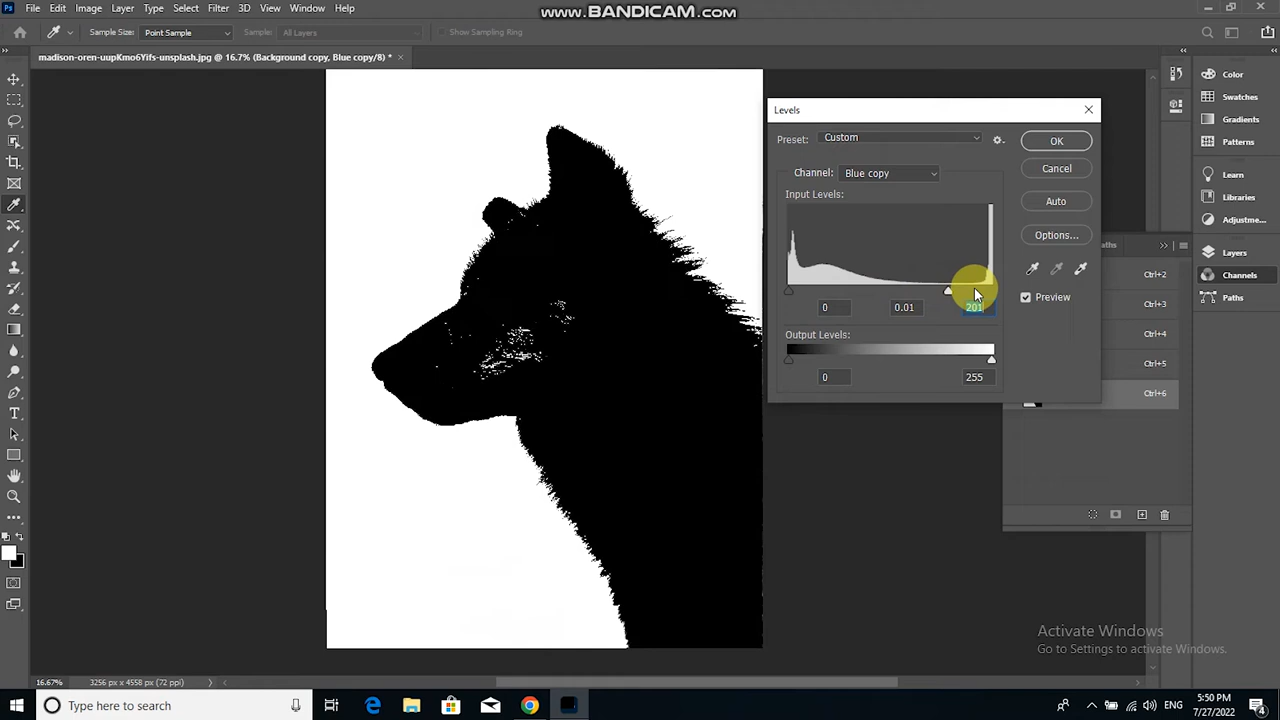 www.BANDICAM.com
File Edit Image Layer Type Select Filter 3D View Window Help
Sample Size: Point Sample Sample: All Layers Show Sampling Ring
madison-oren-uupKmo6Yifs-unsplash.jpg @ 16.7% (Background copy, Blue copy/8) * ×
Levels
Preset: Custom
OK
Channel: Blue copy
Cancel
Input Levels:
Auto
Options...
Preview
0 0.01 201
Output Levels:
0 255
aths
Ctrl+2
Ctrl+3
Ctrl+4
Ctrl+5
Ctrl+6
Color
Swatches
Gradients
Patterns
Learn
Libraries
Adjustme...
Layers
Channels
Paths
Activate Windows
Go to Settings to activate Windows.
16.67% 3256 px x 4558 px (72 ppi)
Type here to search
ENG
5:50 PM
7/27/2022
4